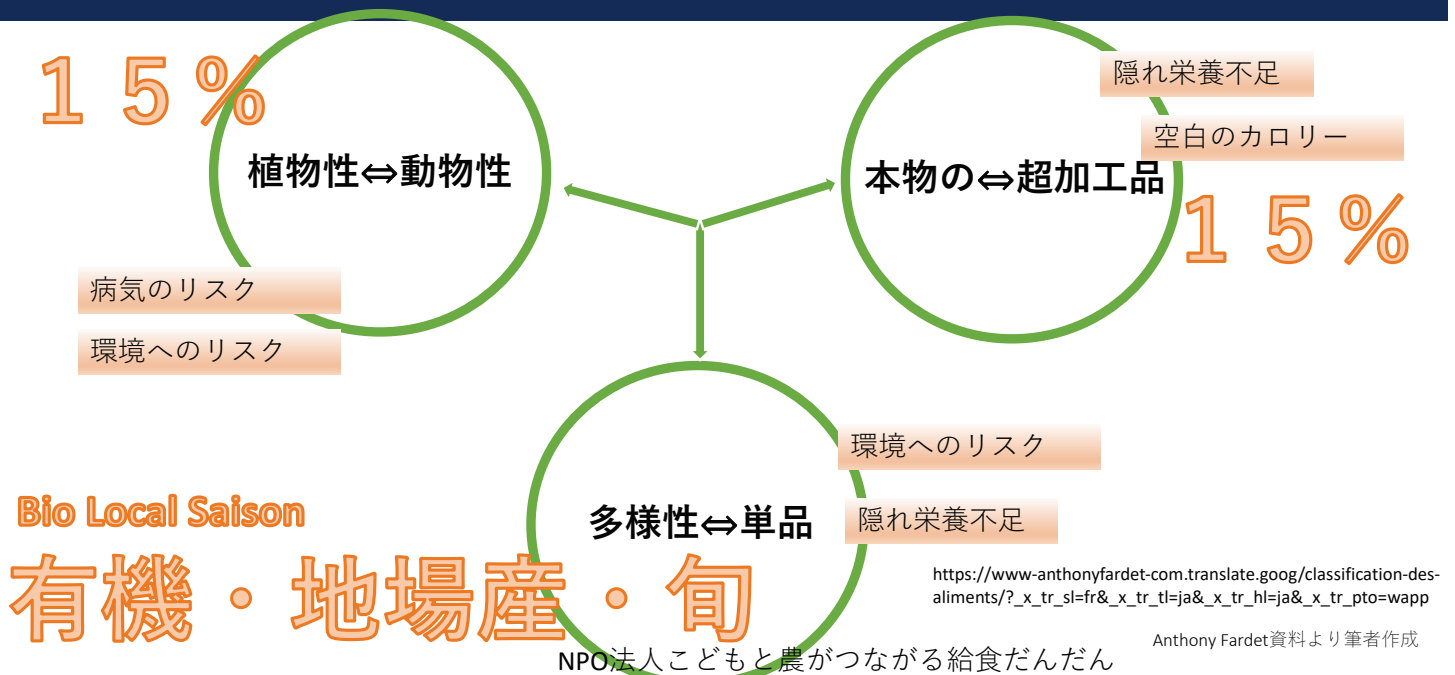 １５％
植物性⇔動物性
病気のリスク
環境へのリスク
隠れ栄養不足
空白のカロリー
本物の⇔超加工品
１５％
環境へのリスク
多様性⇔単品
隠れ栄養不足
Bio Local Saison
有機・地場産・旬
https://www-anthonyfardet-com.translate.goog/classification-des-
aliments/?_x_tr_sl=fr&_x_tr_tl=ja&_x_tr_hl=ja&_x_tr_pto=wapp
Anthony Fardet資料より筆者作成
NPO法人こどもと農がつながる給食だんだん